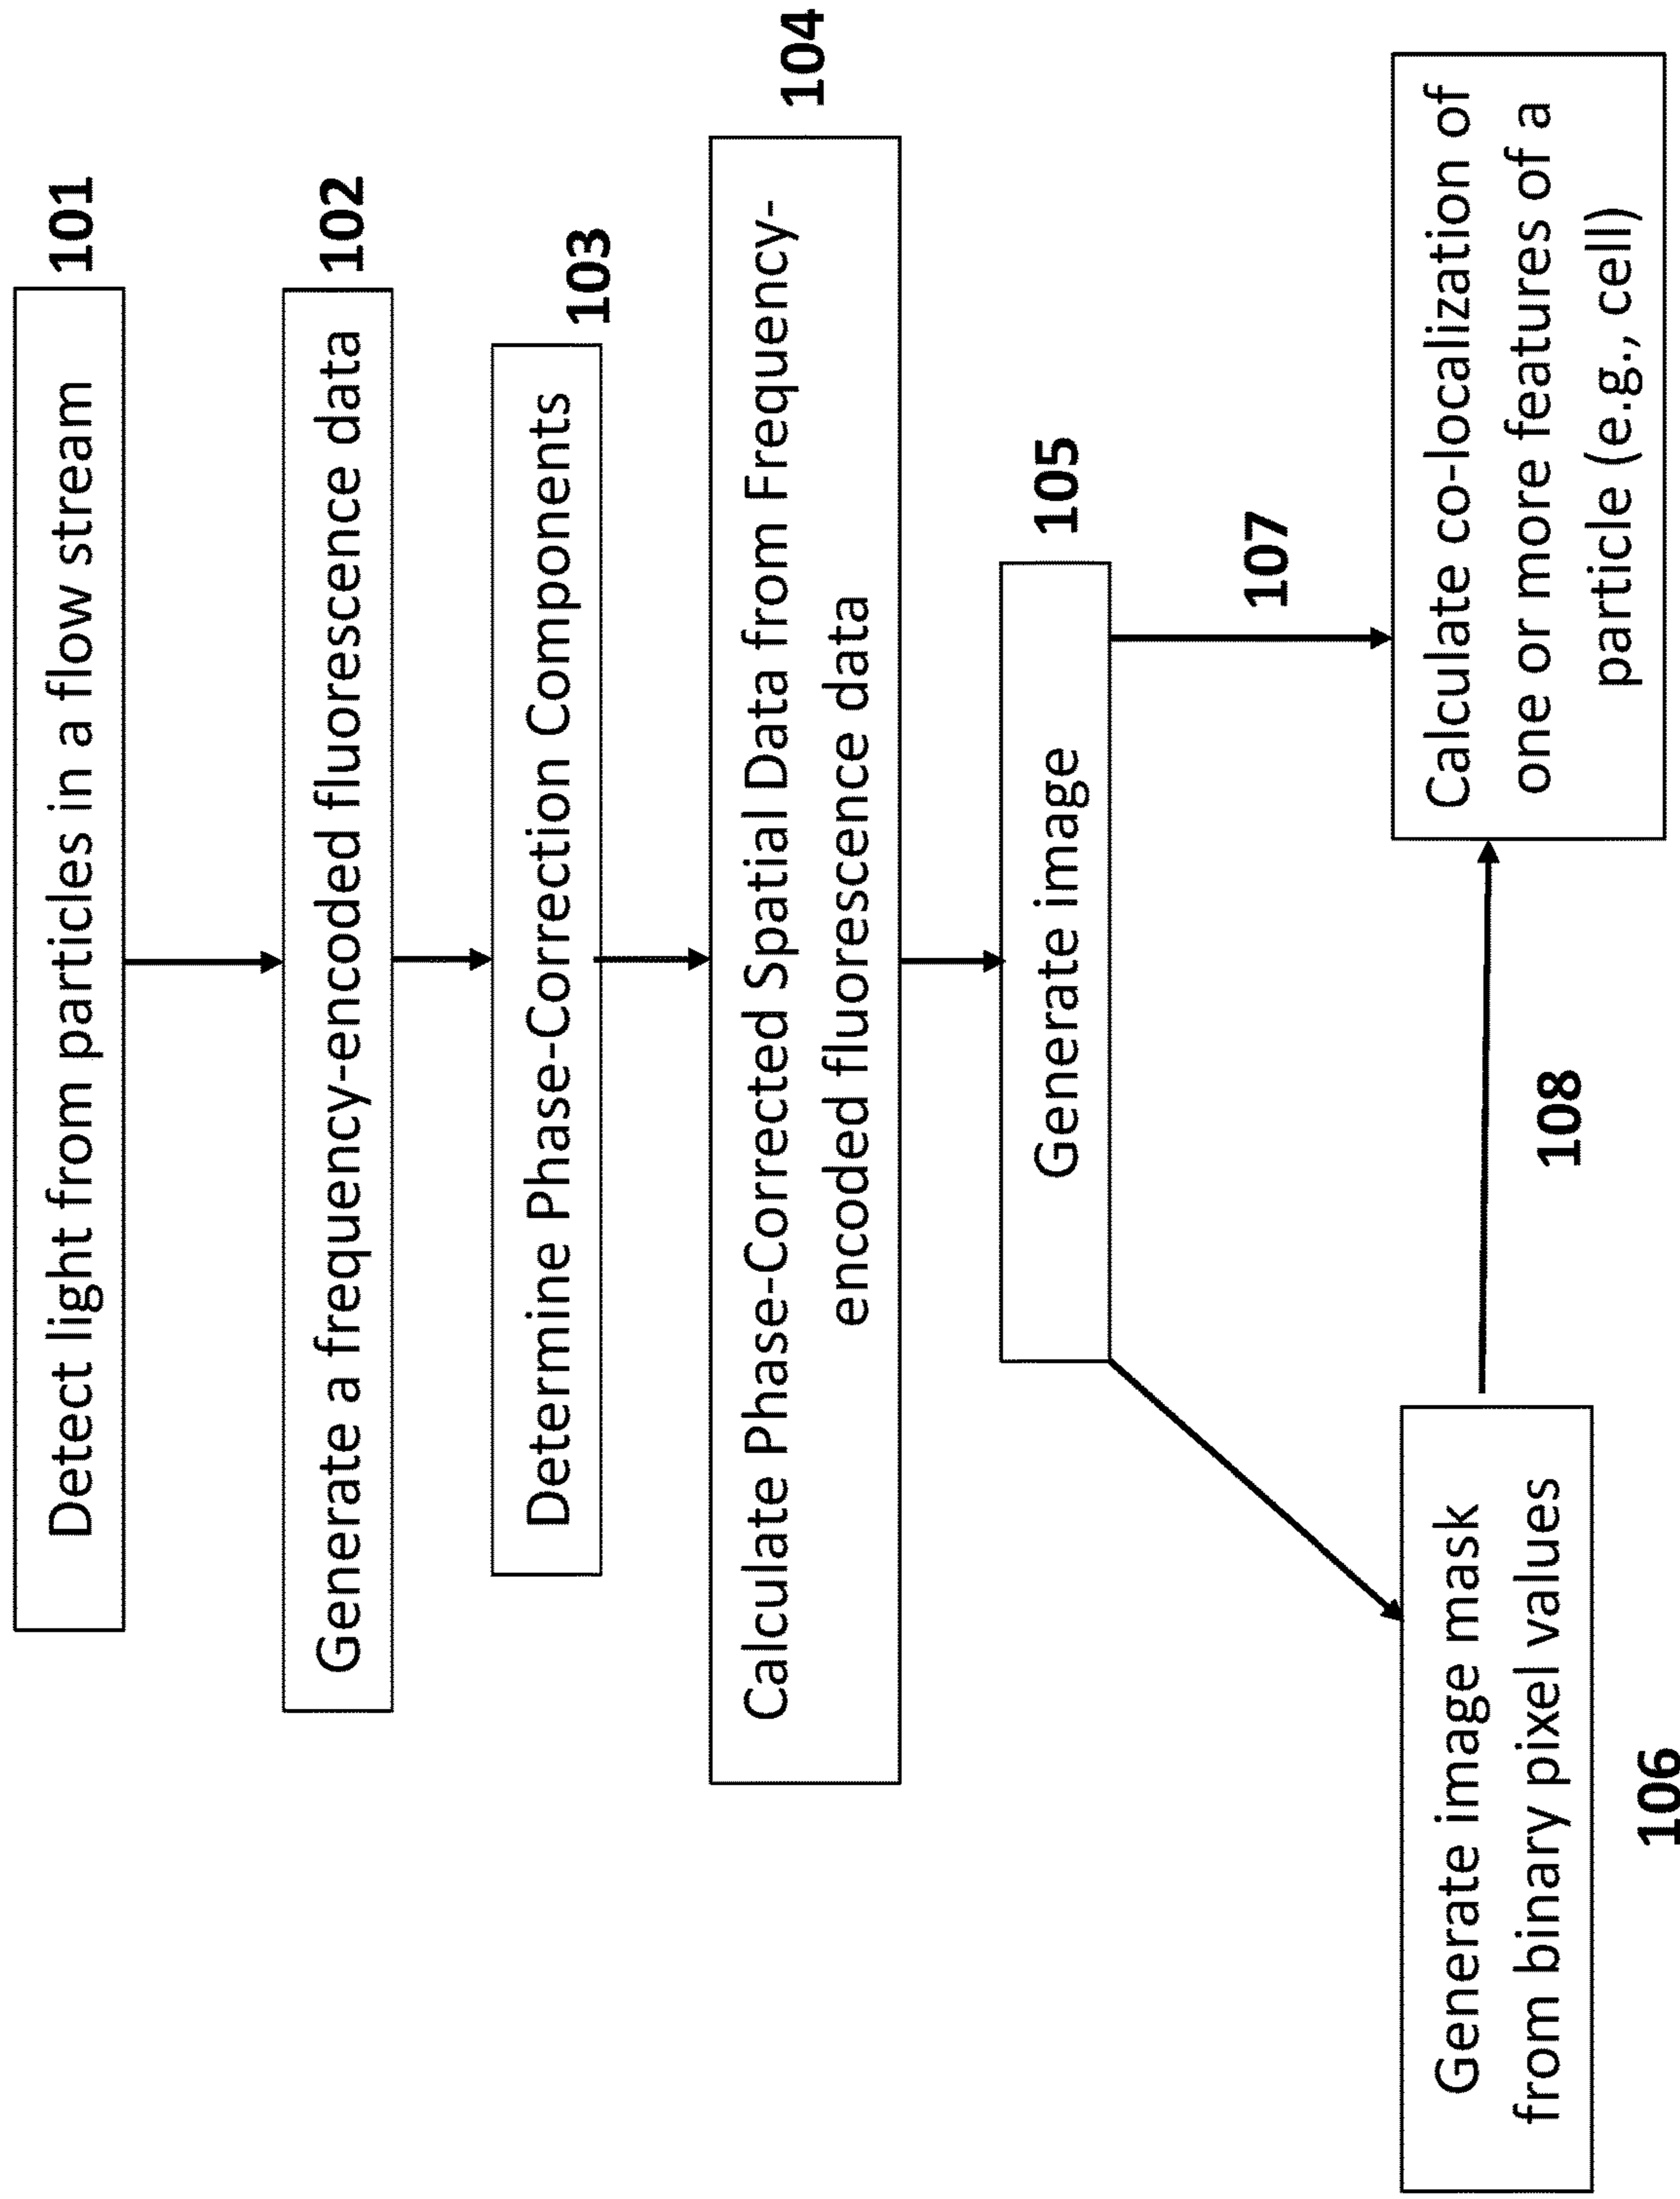 Detect light from particles in a flow stream
101
Generate a frequency-encoded fluorescence data
102
Determine Phase-Correction Components
103
Calculate Phase-Corrected Spatial Data from Frequency-
encoded fluorescence data
104
Generate image
105
107
Generate image mask
from binary pixel values
106
108
Calculate co-localization of
one or more features of a
particle (e.g., cell)